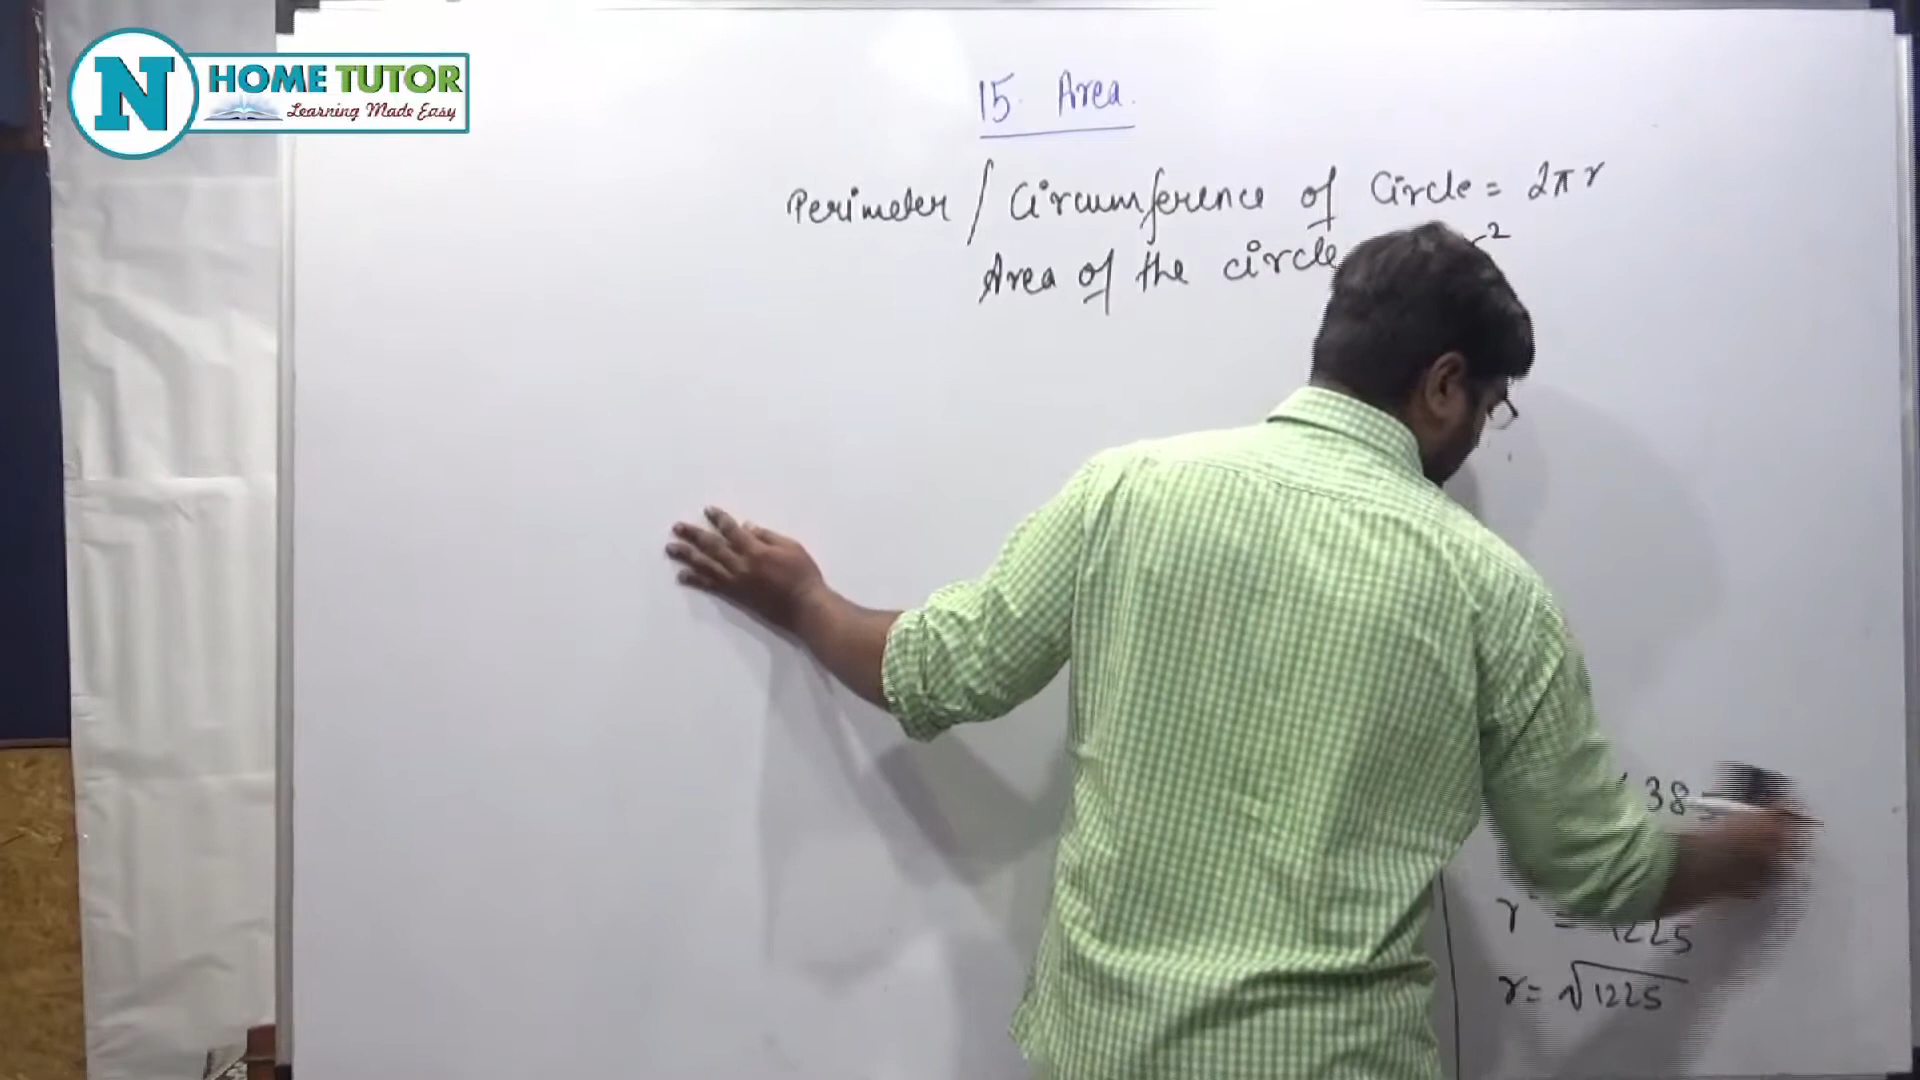 N HOME TUTOR
Learning Made Easy
15. Area.
Perimeter / Circumference of Circle = 2πr
Area of the circle r²
38
r² = 1225
r = √1225